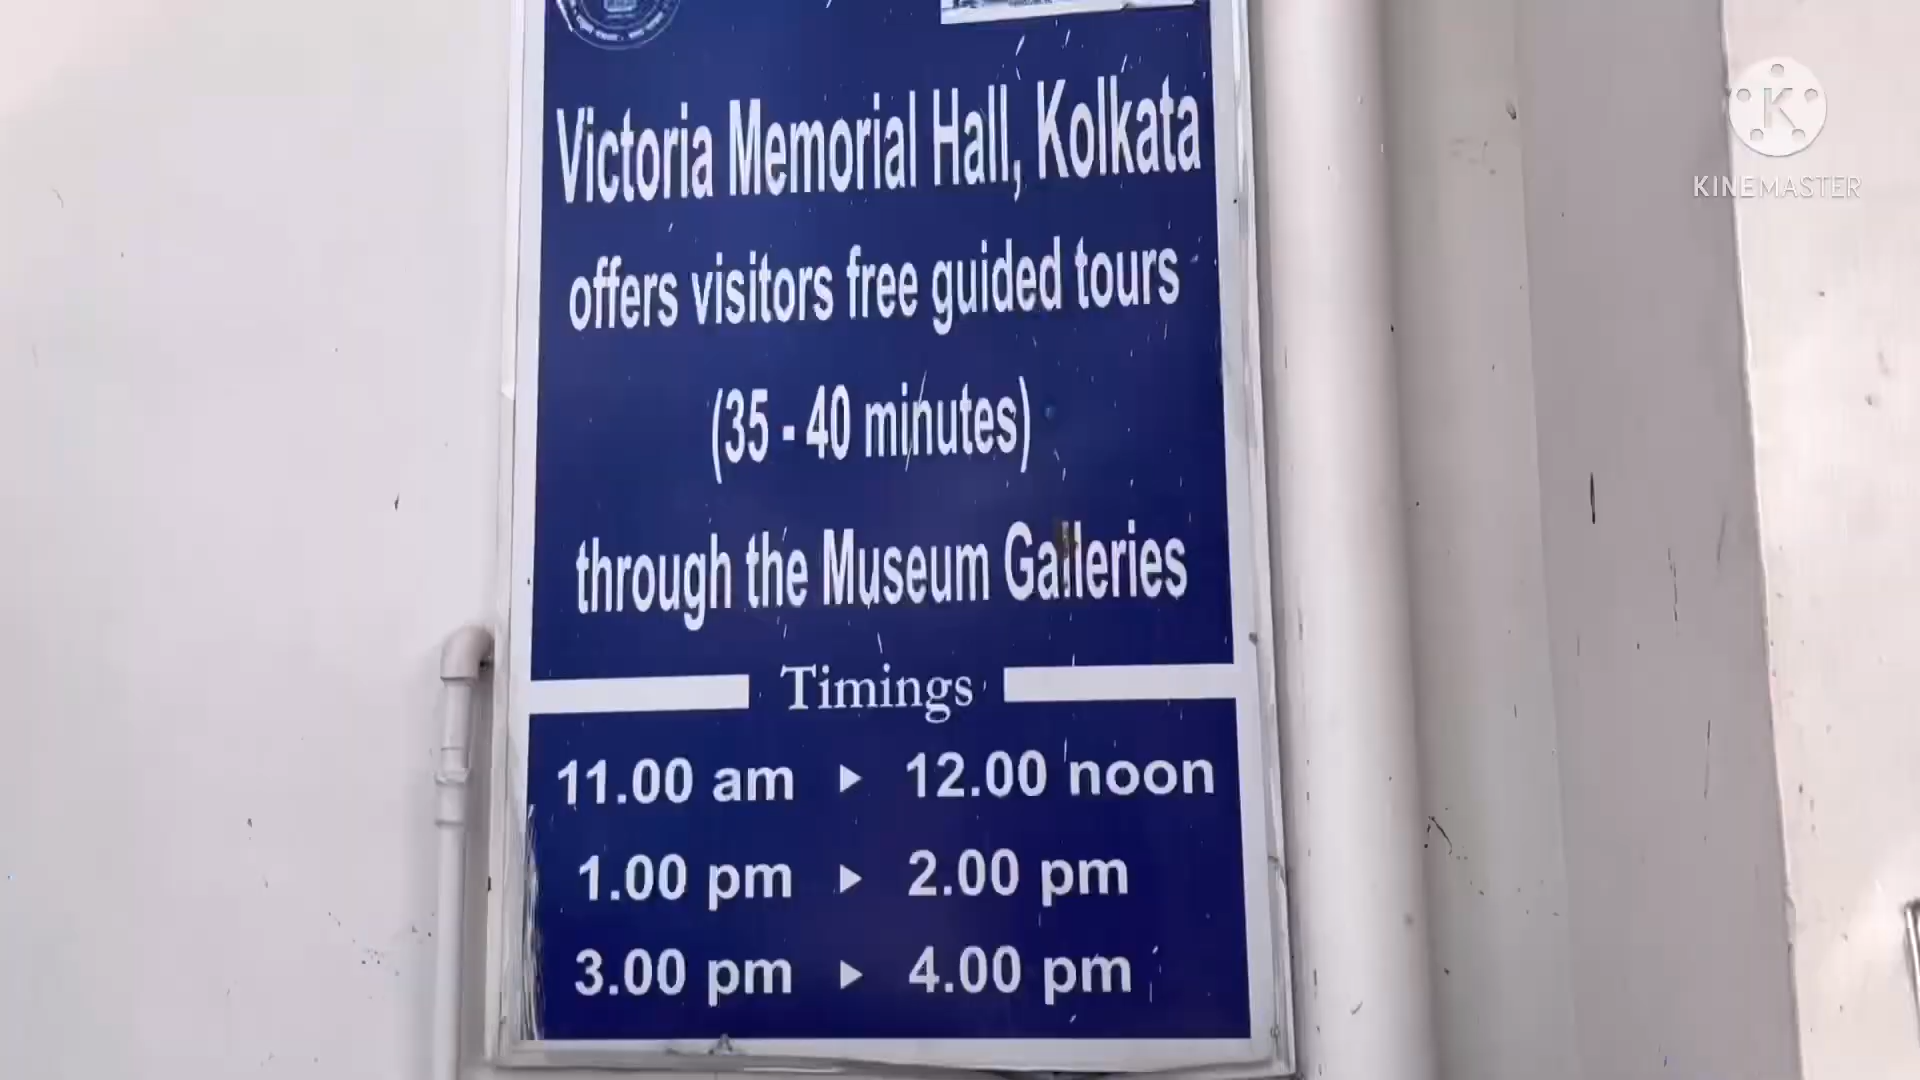 Victoria Memorial Hall, Kolkata
offers visitors free guided tours
(35 - 40 minutes)
through the Museum Galleries
Timings
11.00 am ▶ 12.00 noon
1.00 pm ▶ 2.00 pm
3.00 pm ▶ 4.00 pm
K
KINEMASTER